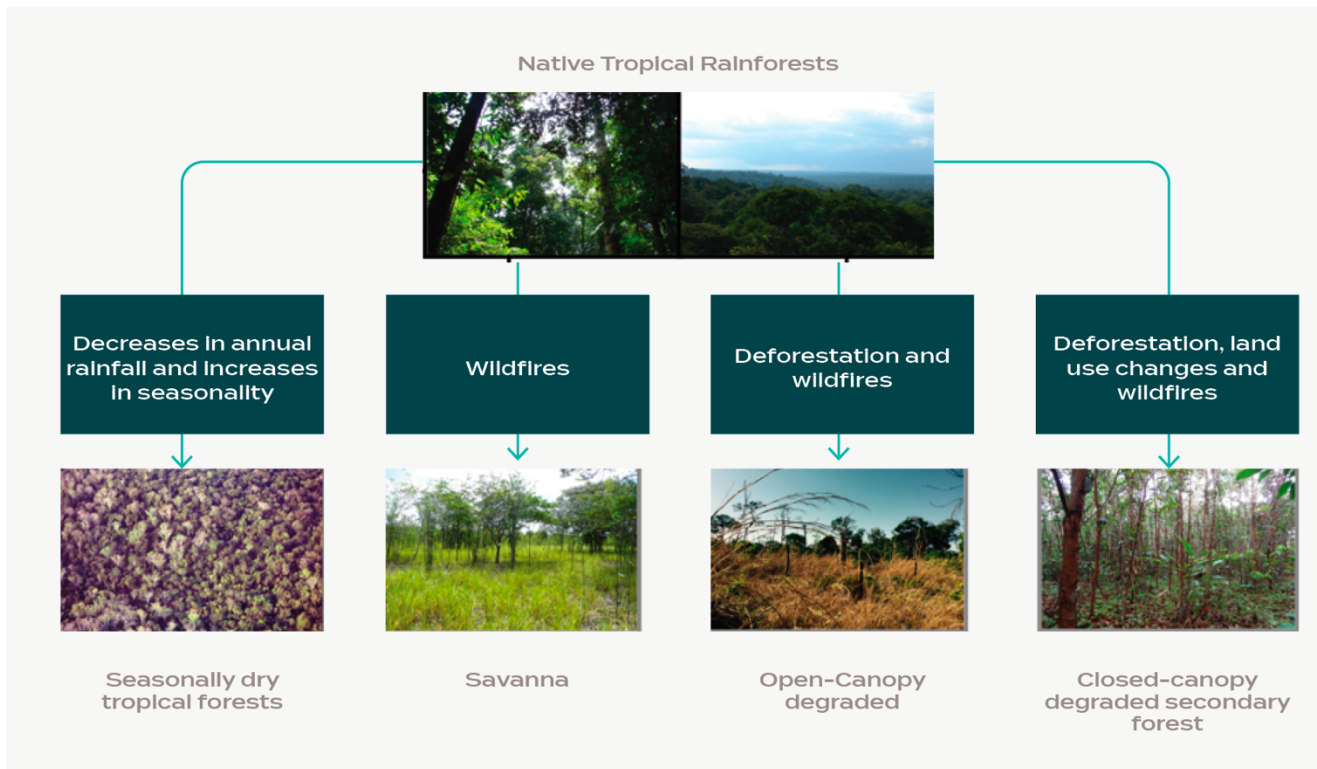 Native Tropical Rainforests
Decreases in annual
rainfall and increases
in seasonality
Wildfires
Deforestation and
wildfires
Deforestation, land
use changes and
wildfires
Seasonally dry
tropical forests
Savanna
Open-Canopy
degraded
Closed-canopy
degraded secondary
forest